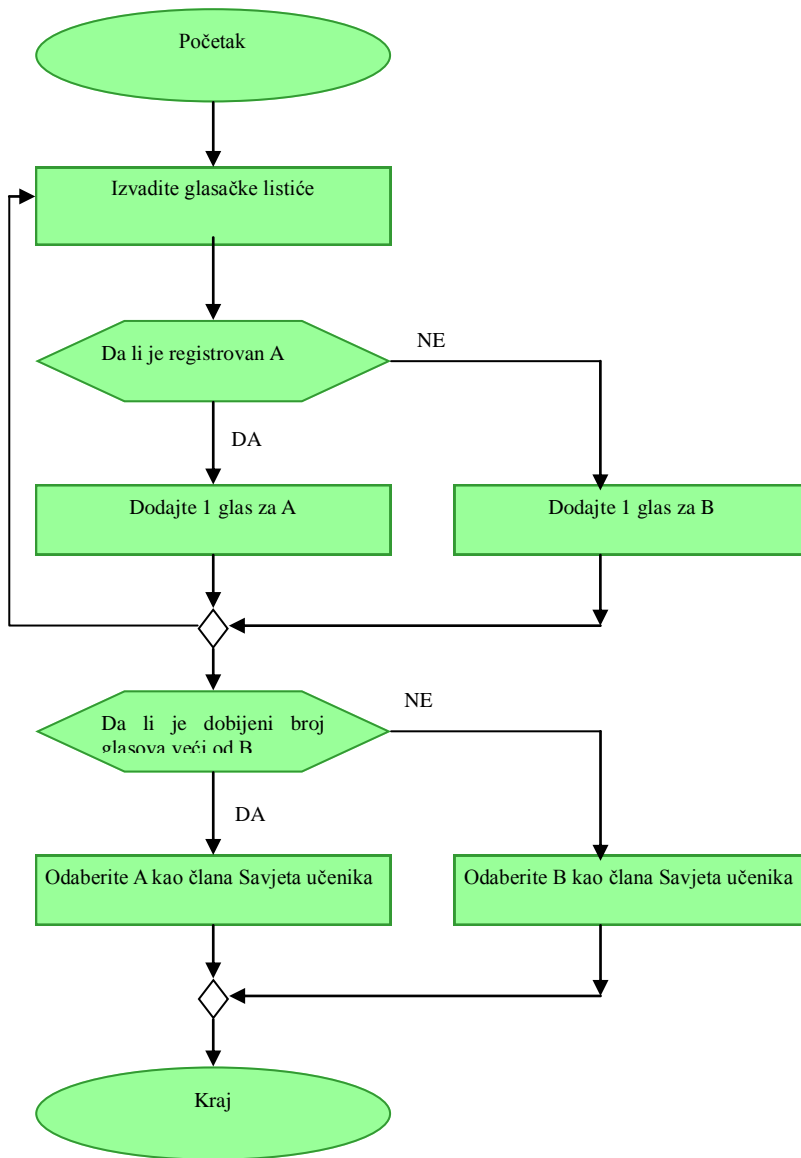 Početak
Izvadite glasačke listiće
Da li je registrovan A
NE
DA
Dodajte 1 glas za A
Dodajte 1 glas za B
Da li je dobijeni broj
glasova veći od B
NE
DA
Odaberite A kao člana Savjeta učenika
Odaberite B kao člana Savjeta učenika
Kraj